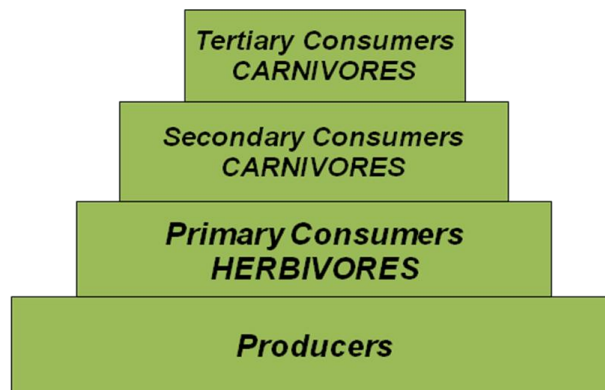 Tertiary Consumers
CARNIVORES
Secondary Consumers
CARNIVORES
Primary Consumers
HERBIVORES
Producers